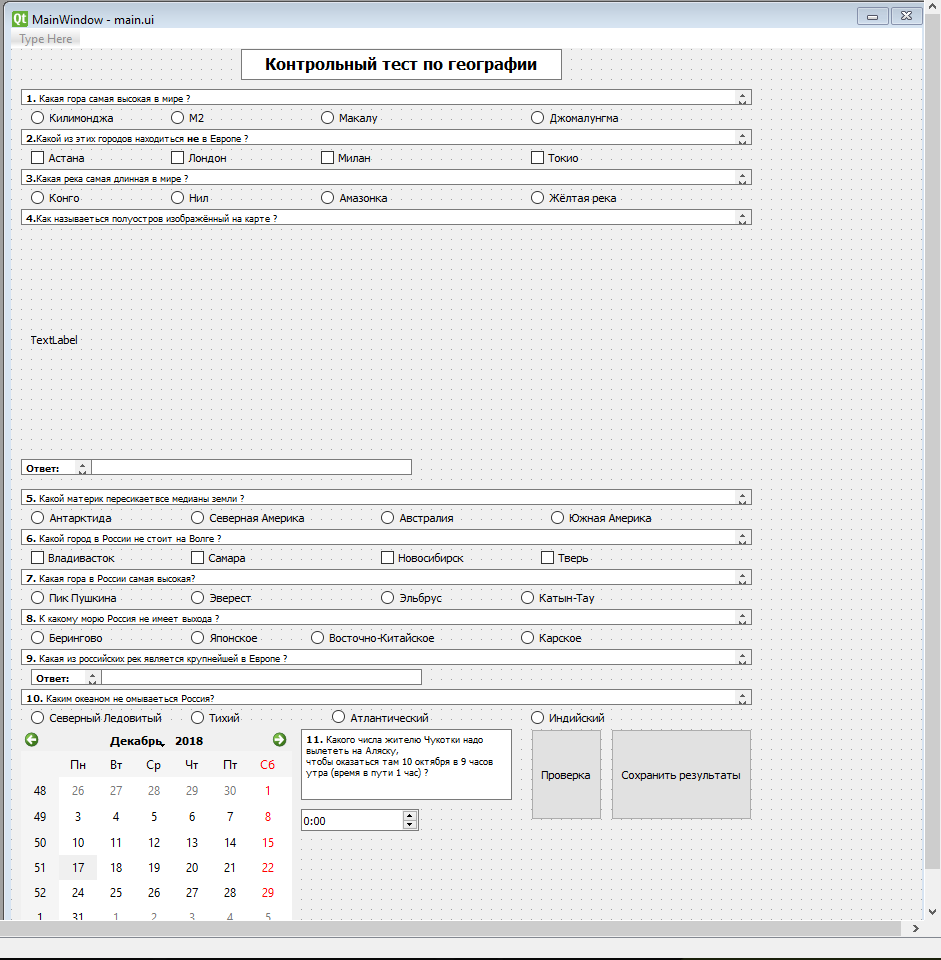 MainWindow - main.ui
Type Here
Контрольный тест по географии
1. Какая гора самая высокая в мире ?
Килимонджа М2 Макалу Джомалунгма
2.Какой из этих городов находиться не в Европе ?
Астана Лондон Милан Токио
3.Какая река самая длинная в мире ?
Конго Нил Амазонка Жёлтая река
4.Как называеться полуостров изображённый на карте ?
TextLabel
Ответ:
5. Какой материк пересикаетвсе медианы земли ?
Антарктида Северная Америка Австралия Южная Америка
6. Какой город в России не стоит на Волге ?
Владивасток Самара Новосибирск Тверь
7. Какая гора в России самая высокая?
Пик Пушкина Эверест Эльбрус Катын-Тау
8. К какому морю Россия не имеет выхода ?
Берингово Японское Восточно-Китайское Карское
9. Какая из российских рек является крупнейшей в Европе ?
Ответ:
10. Каким океаном не омываеться Россия?
Северный Ледовитый Тихий Атлантический Индийский
Декабрь 2018
Пн Вт Ср Чт Пт Сб
48 26 27 28 29 30 1
49 3 4 5 6 7 8
50 10 11 12 13 14 15
51 17 18 19 20 21 22
52 24 25 26 27 28 29
1 31 1 2 3 4 5
11. Какого числа жителю Чукотки надо
вылететь на Аляску,
чтобы оказаться там 10 октября в 9 часов
утра (время в пути 1 час) ?
0:00
Проверка
Сохранить результаты